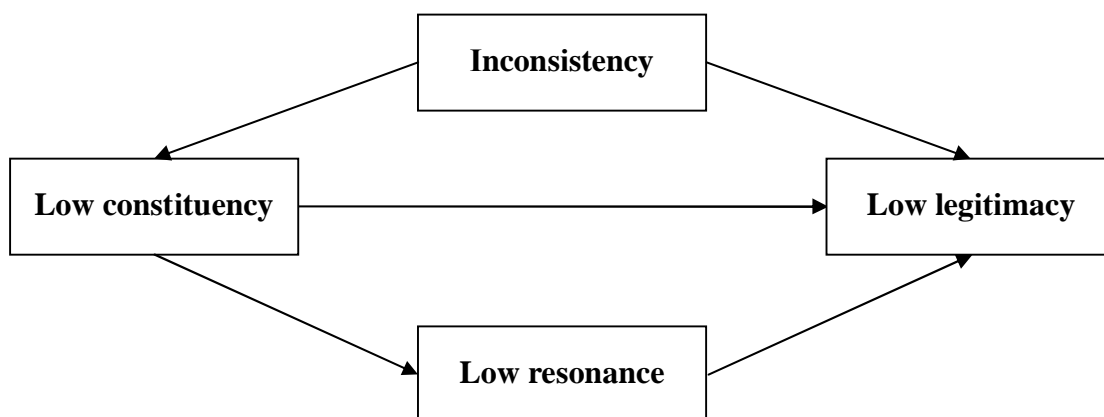 Inconsistency
Low constituency
Low legitimacy
Low resonance